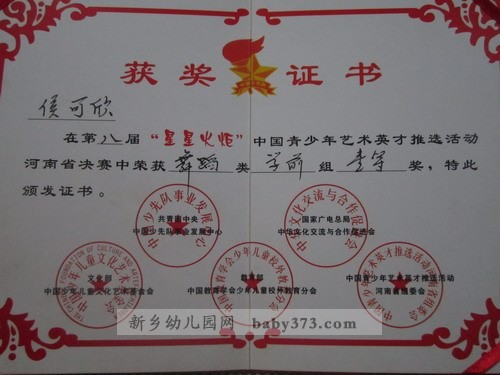 获奖证书
侯可欣
在第八届“星星火炬”中国青少年艺术英才推选活动
河南省决赛中荣获舞蹈类学前组壹等奖，特此
颁发证书。
共青团中央
中国少先队事业发展中心
国家广电总局
中华文化交流与合作促进会
文化部
中国少年儿童文化艺术基金会
教育部
中国教育学会少年儿童校外教育分会
中国青少年艺术英才推选活动
河南省组委会
新乡幼儿园网 baby373.com